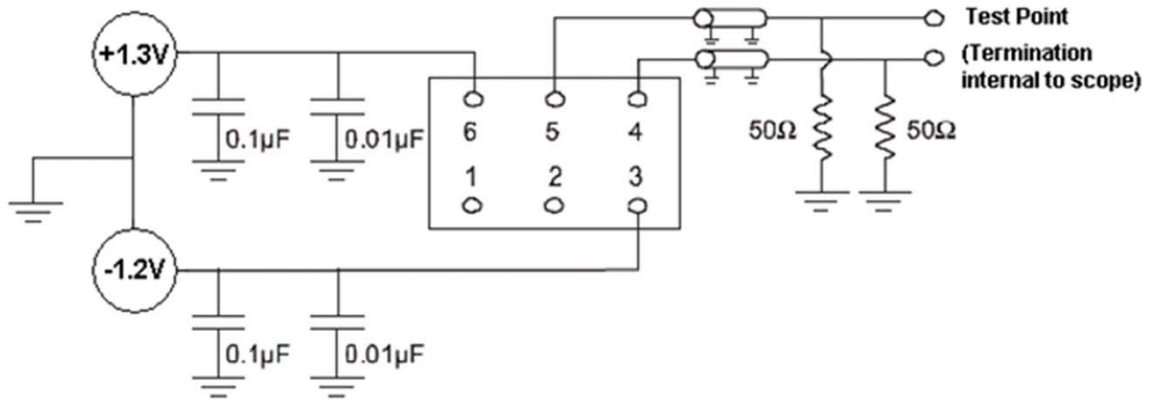 Test Point
+1.3V
(Termination
internal to scope)
0.1µF
0.01µF
6 5 4
50Ω
50Ω
1 2 3
-1.2V
0.1µF
0.01µF